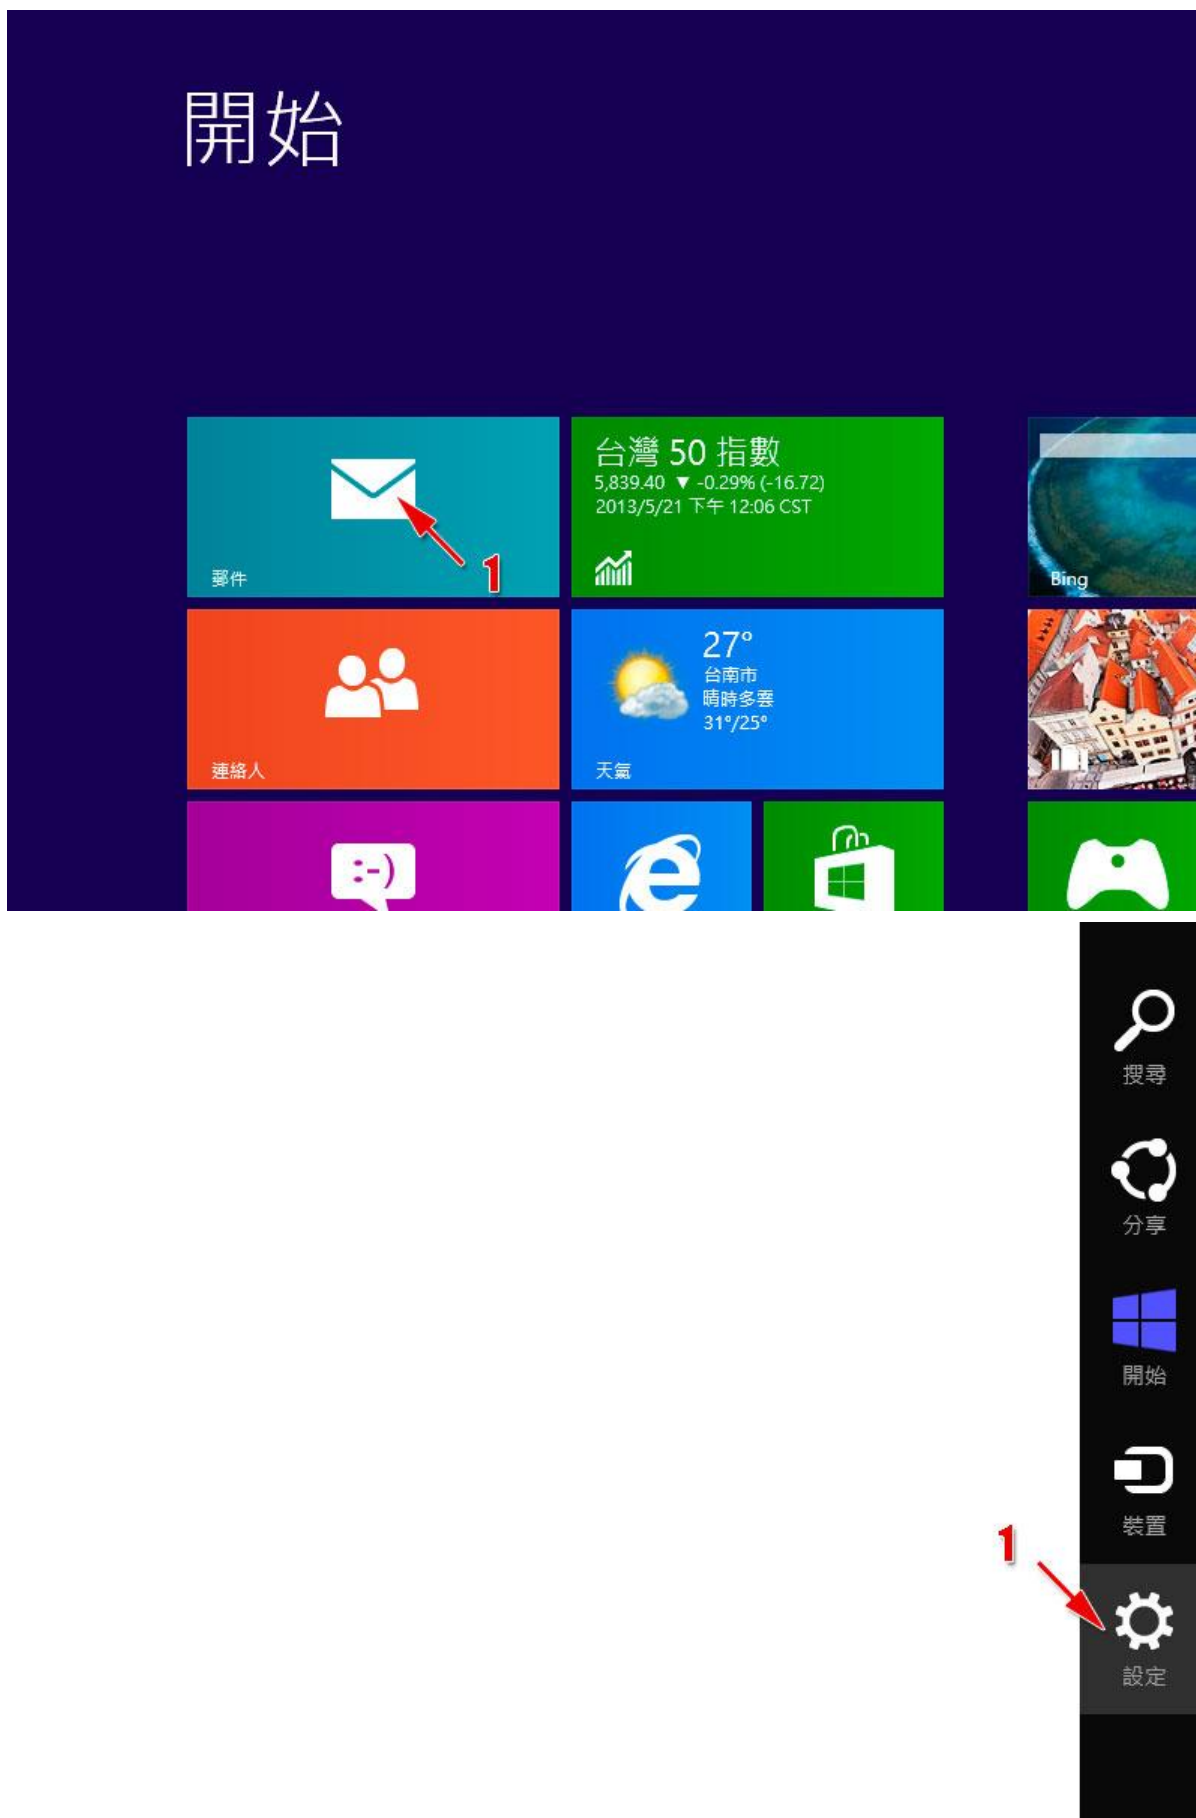 開始
台灣 50 指數
5,839.40 ▼ -0.29% (-16.72)
2013/5/21 下午 12:06 CST
1
郵件
Bing
27°
台南市
晴時多雲
31°/25°
連絡人
天氣
:-)
搜尋
分享
開始
裝置
1
設定